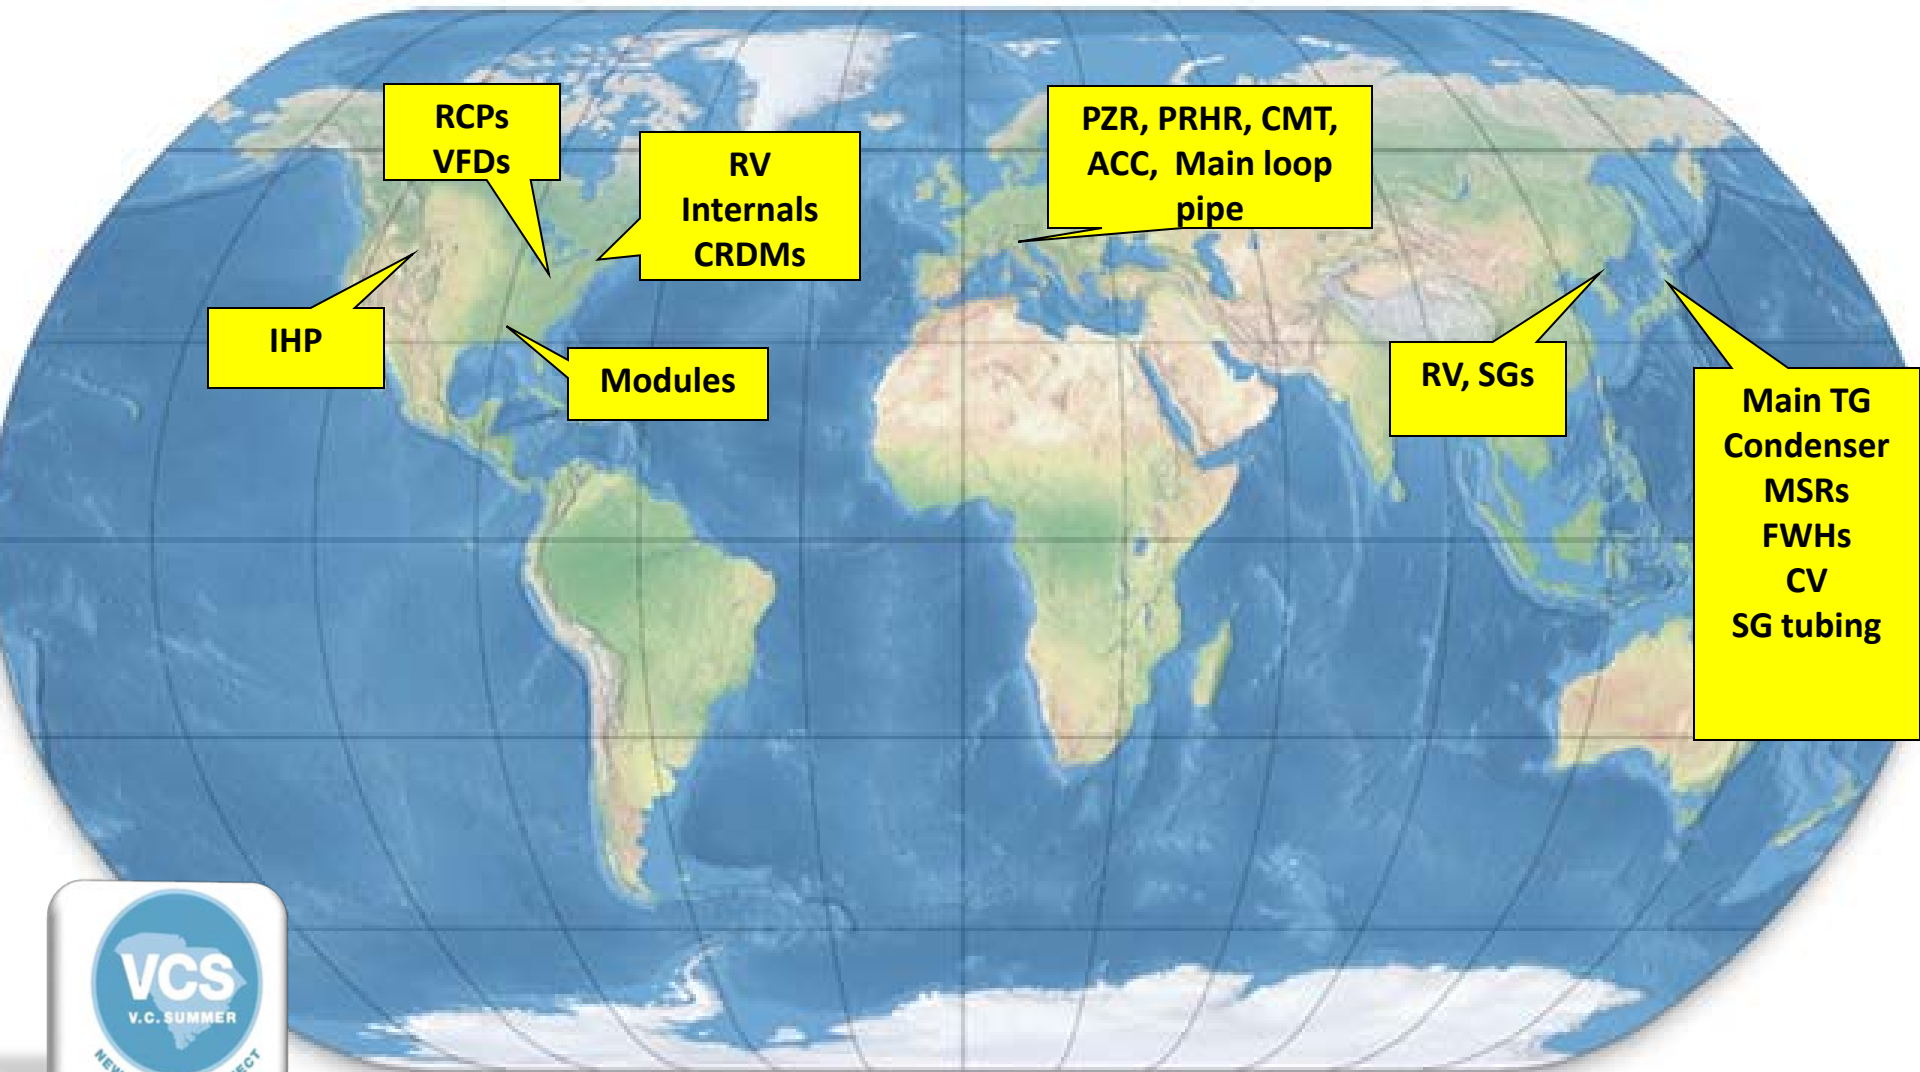 RCPs
VFDs
RV
Internals
CRDMs
PZR, PRHR, CMT,
ACC, Main loop
pipe
IHP
Modules
RV, SGs
Main TG
Condenser
MSRs
FWHs
CV
SG tubing
VCS
V.C. SUMMER